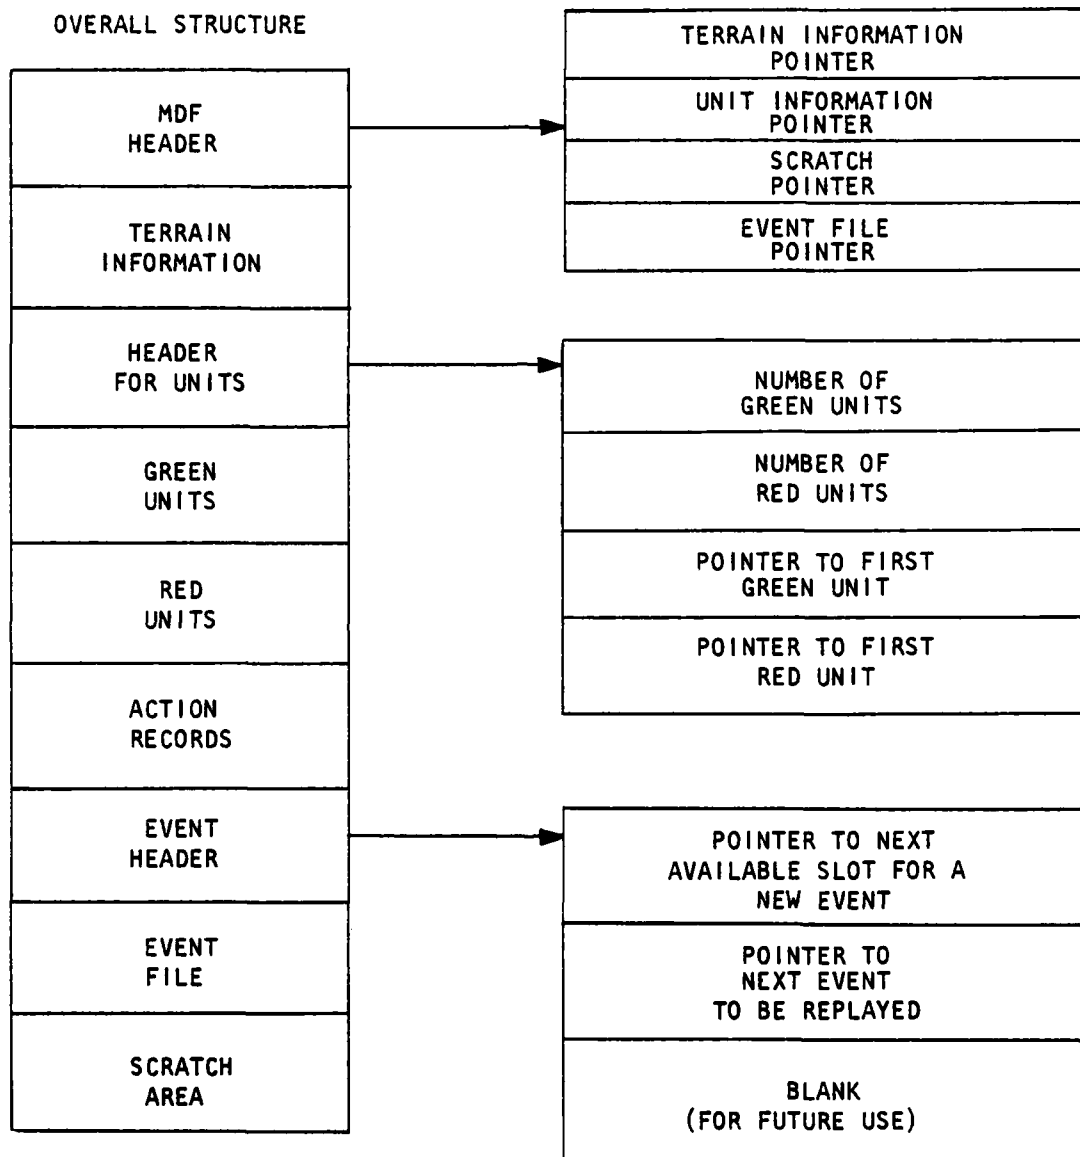 OVERALL STRUCTURE
MDF
HEADER
TERRAIN
INFORMATION
HEADER
FOR UNITS
GREEN
UNITS
RED
UNITS
ACTION
RECORDS
EVENT
HEADER
EVENT
FILE
SCRATCH
AREA
TERRAIN INFORMATION
POINTER
UNIT INFORMATION
POINTER
SCRATCH
POINTER
EVENT FILE
POINTER
NUMBER OF
GREEN UNITS
NUMBER OF
RED UNITS
POINTER TO FIRST
GREEN UNIT
POINTER TO FIRST
RED UNIT
POINTER TO NEXT
AVAILABLE SLOT FOR A
NEW EVENT
POINTER TO
NEXT EVENT
TO BE REPLAYED
BLANK
(FOR FUTURE USE)